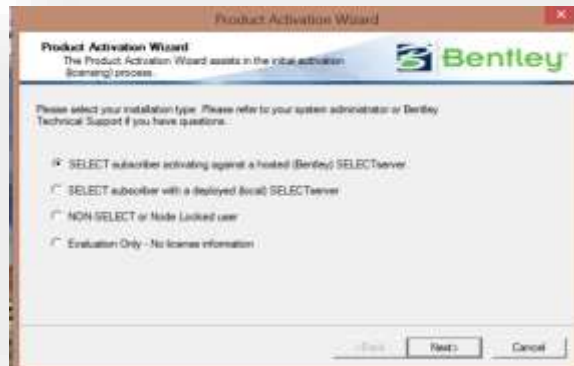 Product Activation Wizard
Product Activation Wizard
The Product Activation Wizard assists in the initial activation
(licensing) process.
Bentley
Please select your installation type. Please refer to your system administrator or Bentley
Technical Support if you have questions.
SELECT subscriber activating against a hosted (Bentley) SELECTserver
SELECT subscriber with a deployed (local) SELECTserver
NON-SELECT or Node Locked user
Evaluation Only - No license information
<Back
Next>
Cancel